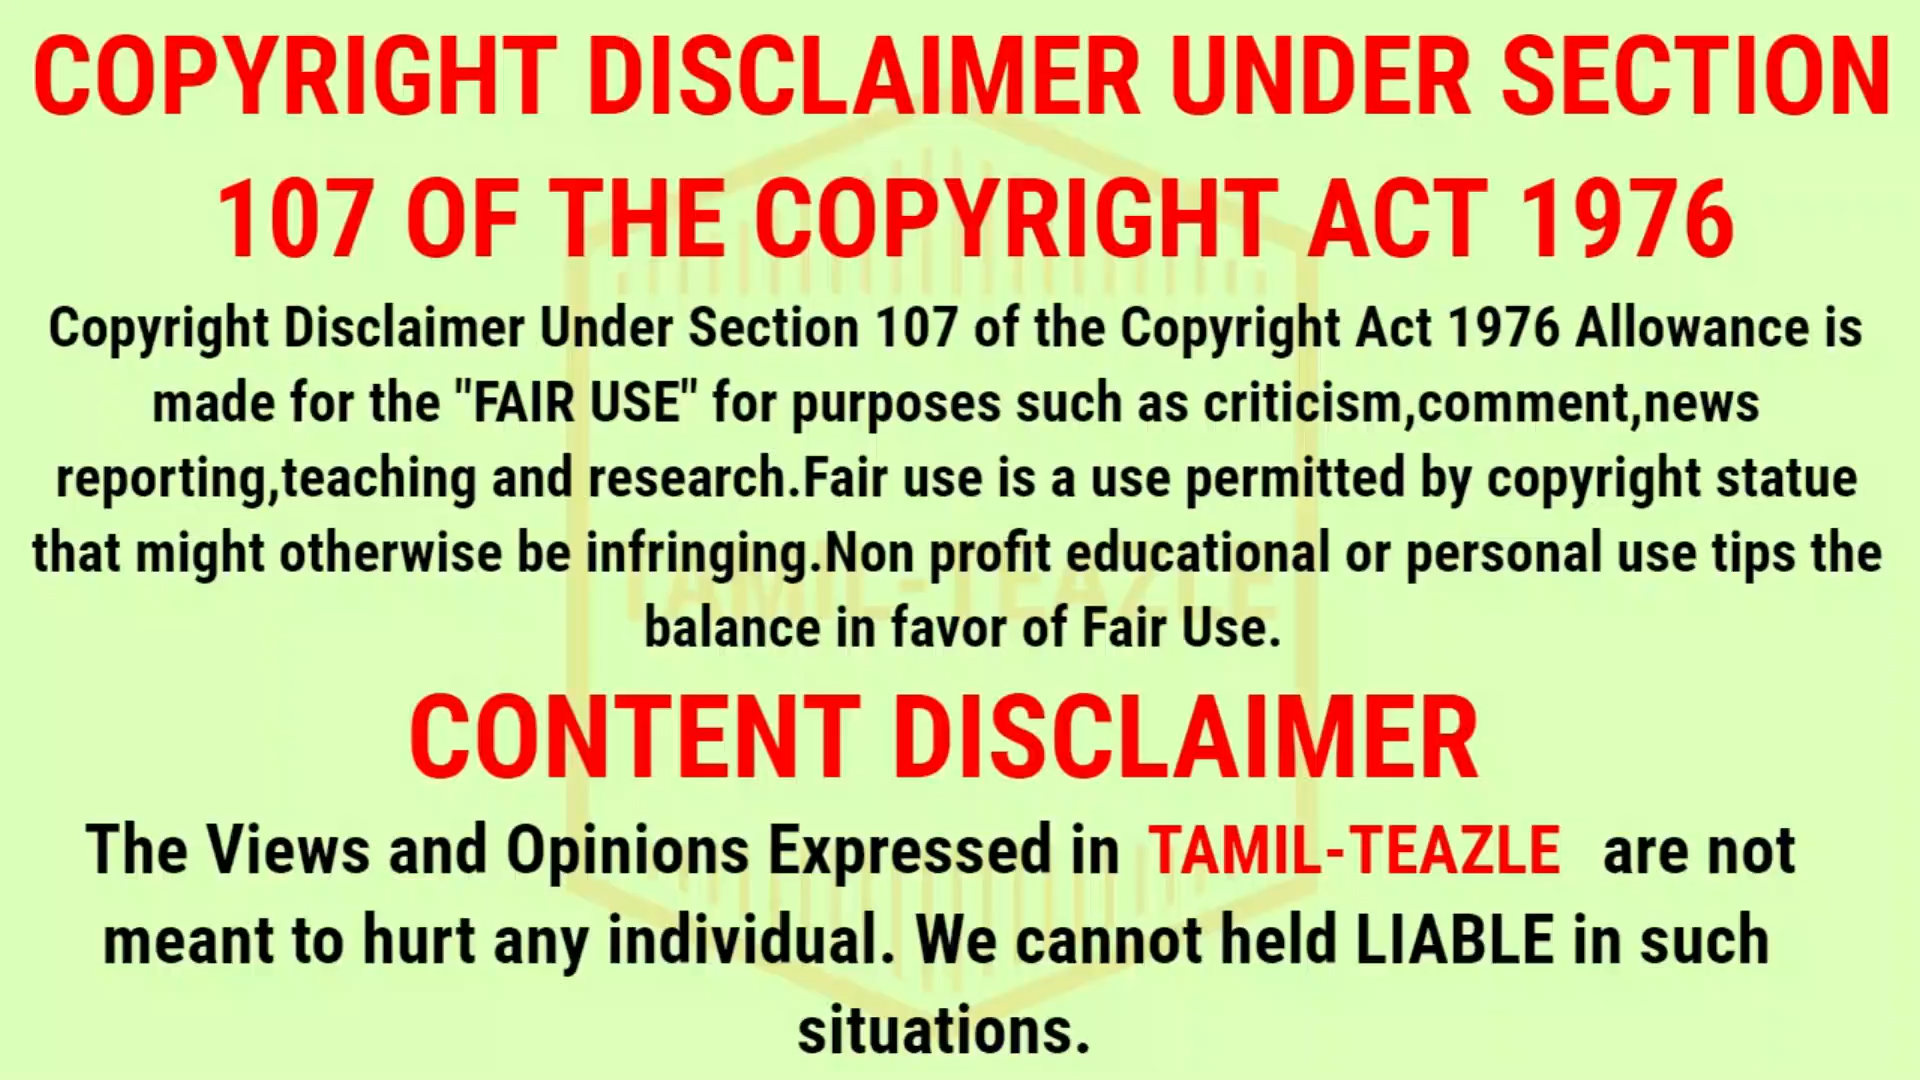 COPYRIGHT DISCLAIMER UNDER SECTION
107 OF THE COPYRIGHT ACT 1976
Copyright Disclaimer Under Section 107 of the Copyright Act 1976 Allowance is
made for the "FAIR USE" for purposes such as criticism,comment,news
reporting,teaching and research.Fair use is a use permitted by copyright statue
that might otherwise be infringing.Non profit educational or personal use tips the
TAMIL-TEAZLE
balance in favor of Fair Use.
CONTENT DISCLAIMER
The Views and Opinions Expressed in TAMIL-TEAZLE are not
meant to hurt any individual. We cannot held LIABLE in such
situations.